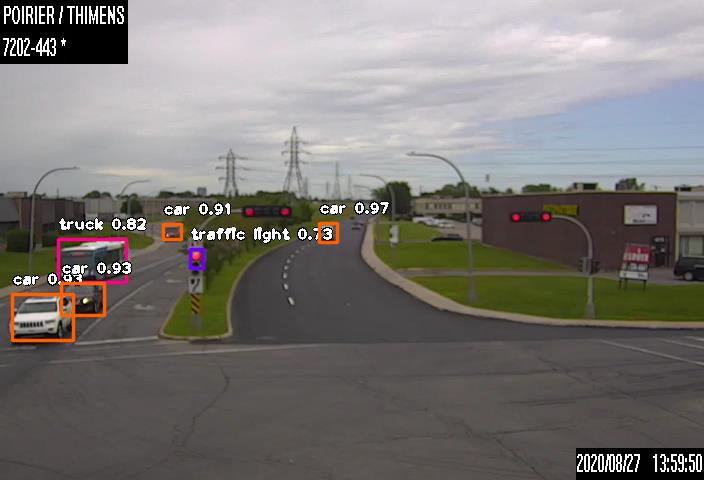 POIRIER / THIMENS
7202-443 *
car 0.91
car 0.97
truck 0.82
traffic light 0.73
car 0.93
car 0.93
2020/08/27 13:59:50